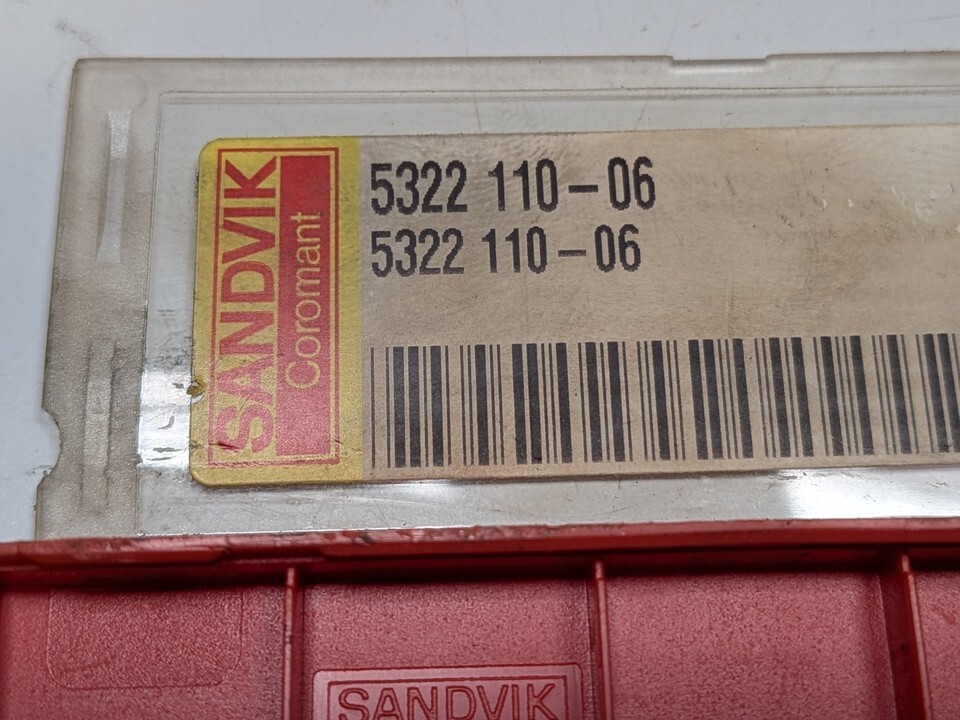 SANDVIK
Coromant
5322 110-06
5322 110-06
SANDVIK